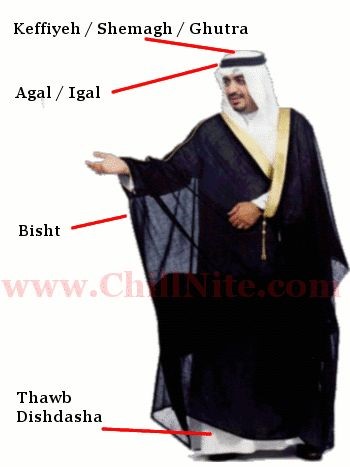 Keffiyeh / Shemagh / Ghutra
Agal / Igal
Bisht
www.ChillNite.com
Thawb
Dishdasha